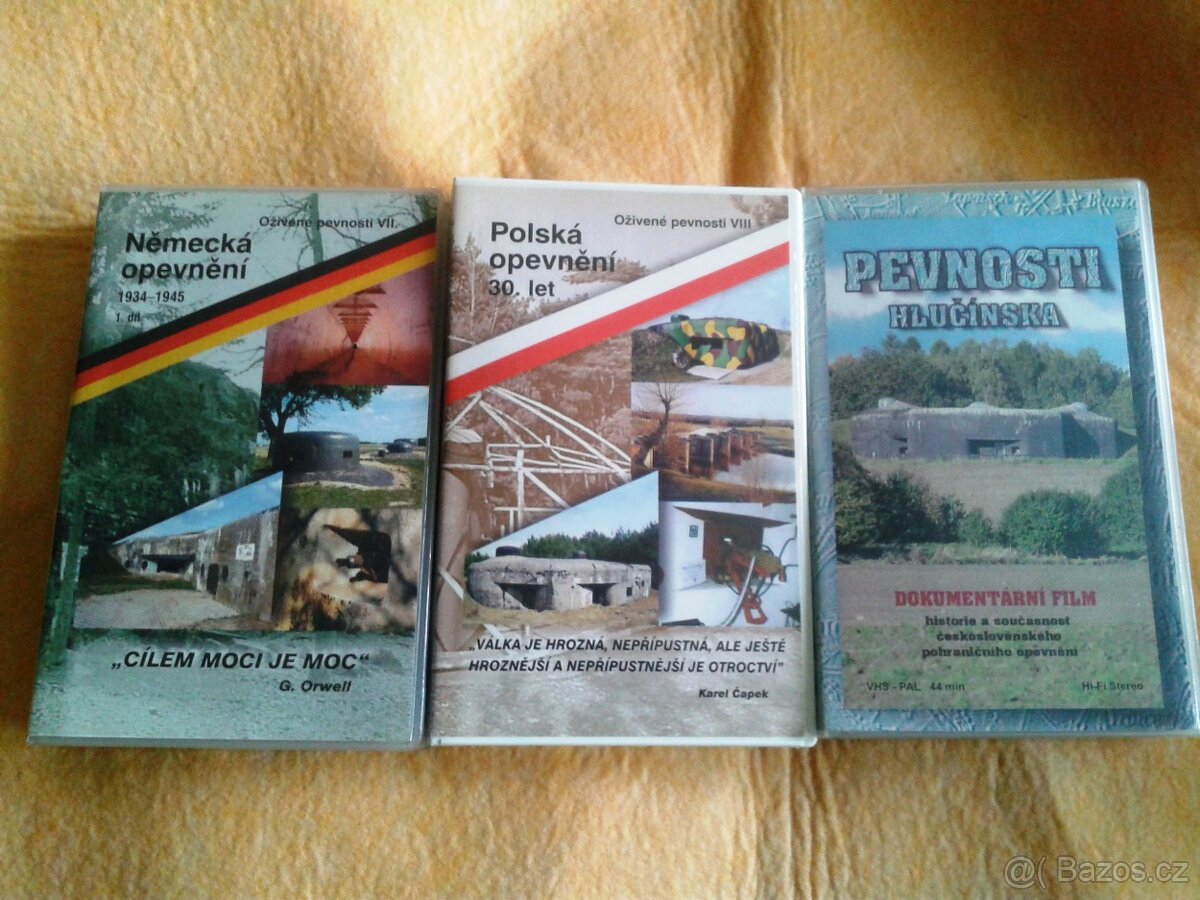 Oživené pevnosti VII.
Německá
opevnění
1934-1945
1. díl
„CÍLEM MOCI JE MOC“
G. Orwell
Oživené pevnosti VIII
Polská
opevnění
30. let
„VÁLKA JE HROZNÁ, NEPŘÍPUSTNÁ, ALE JEŠTĚ
HROZNĚJŠÍ A NEPŘÍPUSTNĚJŠÍ JE OTROCTVÍ"
Karel Čapek
PEVNOSTI
HLUČÍNSKA
DOKUMENTÁRNÍ FILM
historie a současnost
československého
pohraničního opevnění
VHS - PAL 44 min
Hi-Fi Stereo
Bazos.cz